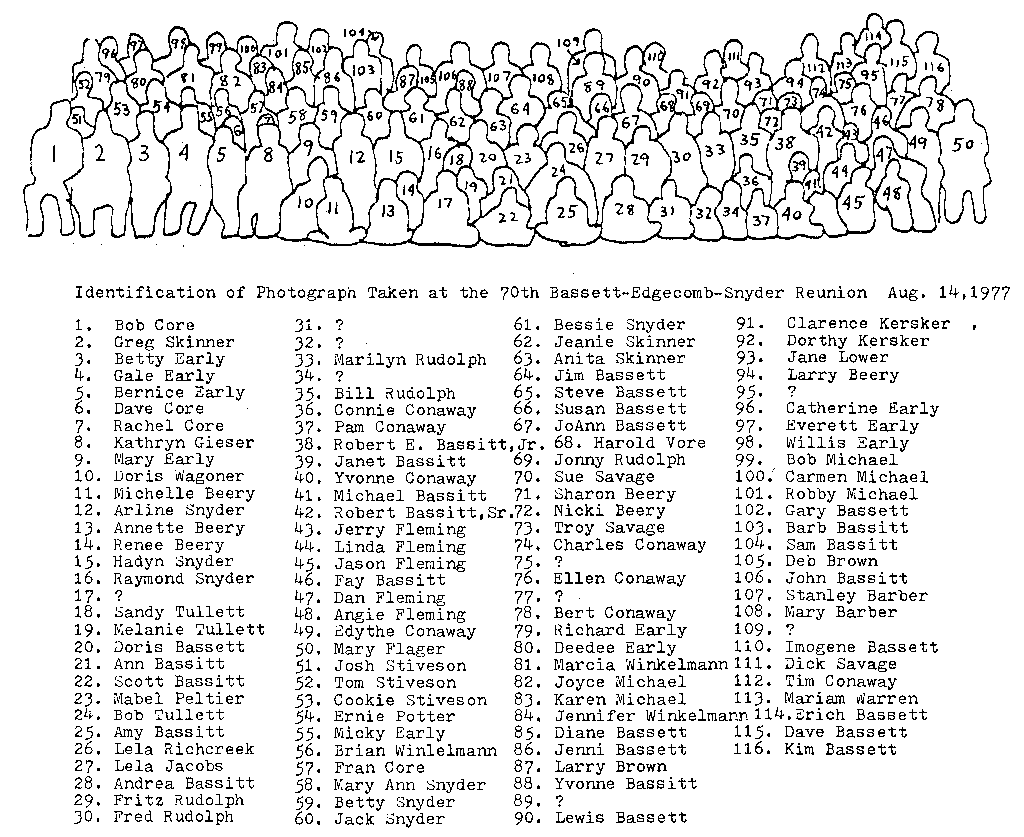 96 97 98 99 100 101 102 104 109 110 111 112 113 114 115 116
52 79 80 81 82 83 84 85 86 103 87 105 106 88 107 108 89 90 91 92 93 94 74 75 95
51 53 54 55 56 57 58 59 60 61 62 63 64 65 66 67 68 69 70 71 72 73 76 77 78
1 2 3 4 5 6 7 8 9 12 15 16 18 20 23 26 27 29 30 33 35 38 42 43 46 47 49 50
10 11 13 14 17 19 21 22 24 25 28 31 32 34 36 37 39 40 41 44 45 48
Identification of Photograph Taken at the 70th Bassett-Edgecomb-Snyder Reunion Aug. 14,1977
1. Bob Core
2. Greg Skinner
3. Betty Early
4. Gale Early
5. Bernice Early
6. Dave Core
7. Rachel Core
8. Kathryn Gieser
9. Mary Early
10. Doris Wagoner
11. Michelle Beery
12. Arline Snyder
13. Annette Beery
14. Renee Beery
15. Hadyn Snyder
16. Raymond Snyder
17. ?
18. Sandy Tullett
19. Melanie Tullett
20. Doris Bassett
21. Ann Bassitt
22. Scott Bassitt
23. Mabel Peltier
24. Bob Tullett
25. Amy Bassitt
26. Lela Richcreek
27. Lela Jacobs
28. Andrea Bassitt
29. Fritz Rudolph
30. Fred Rudolph
31. ?
32. ?
33. Marilyn Rudolph
34. ?
35. Bill Rudolph
36. Connie Conaway
37. Pam Conaway
38. Robert E. Bassitt,Jr.
39. Janet Bassitt
40. Yvonne Conaway
41. Michael Bassitt
42. Robert Bassitt,Sr.
43. Jerry Fleming
44. Linda Fleming
45. Jason Fleming
46. Fay Bassitt
47. Dan Fleming
48. Angie Fleming
49. Edythe Conaway
50. Mary Flager
51. Josh Stiveson
52. Tom Stiveson
53. Cookie Stiveson
54. Ernie Potter
55. Micky Early
56. Brian Winlelmann
57. Fran Core
58. Mary Ann Snyder
59. Betty Snyder
60. Jack Snyder
61. Bessie Snyder
62. Jeanie Skinner
63. Anita Skinner
64. Jim Bassett
65. Steve Bassett
66. Susan Bassett
67. JoAnn Bassett
68. Harold Vore
69. Jonny Rudolph
70. Sue Savage
71. Sharon Beery
72. Nicki Beery
73. Troy Savage
74. Charles Conaway
75. ?
76. Ellen Conaway
77. ?
78. Bert Conaway
79. Richard Early
80. Deedee Early
81. Marcia Winkelmann
82. Joyce Michael
83. Karen Michael
84. Jennifer Winkelmann
85. Diane Bassett
86. Jenni Bassett
87. Larry Brown
88. Yvonne Bassitt
89. ?
90. Lewis Bassett
91. Clarence Kersker
92. Dorthy Kersker
93. Jane Lower
94. Larry Beery
95. ?
96. Catherine Early
97. Everett Early
98. Willis Early
99. Bob Michael
100. Carmen Michael
101. Robby Michael
102. Gary Bassett
103. Barb Bassitt
104. Sam Bassitt
105. Deb Brown
106. John Bassitt
107. Stanley Barber
108. Mary Barber
109. ?
110. Imogene Bassett
111. Dick Savage
112. Tim Conaway
113. Mariam Warren
114. Erich Bassett
115. Dave Bassett
116. Kim Bassett